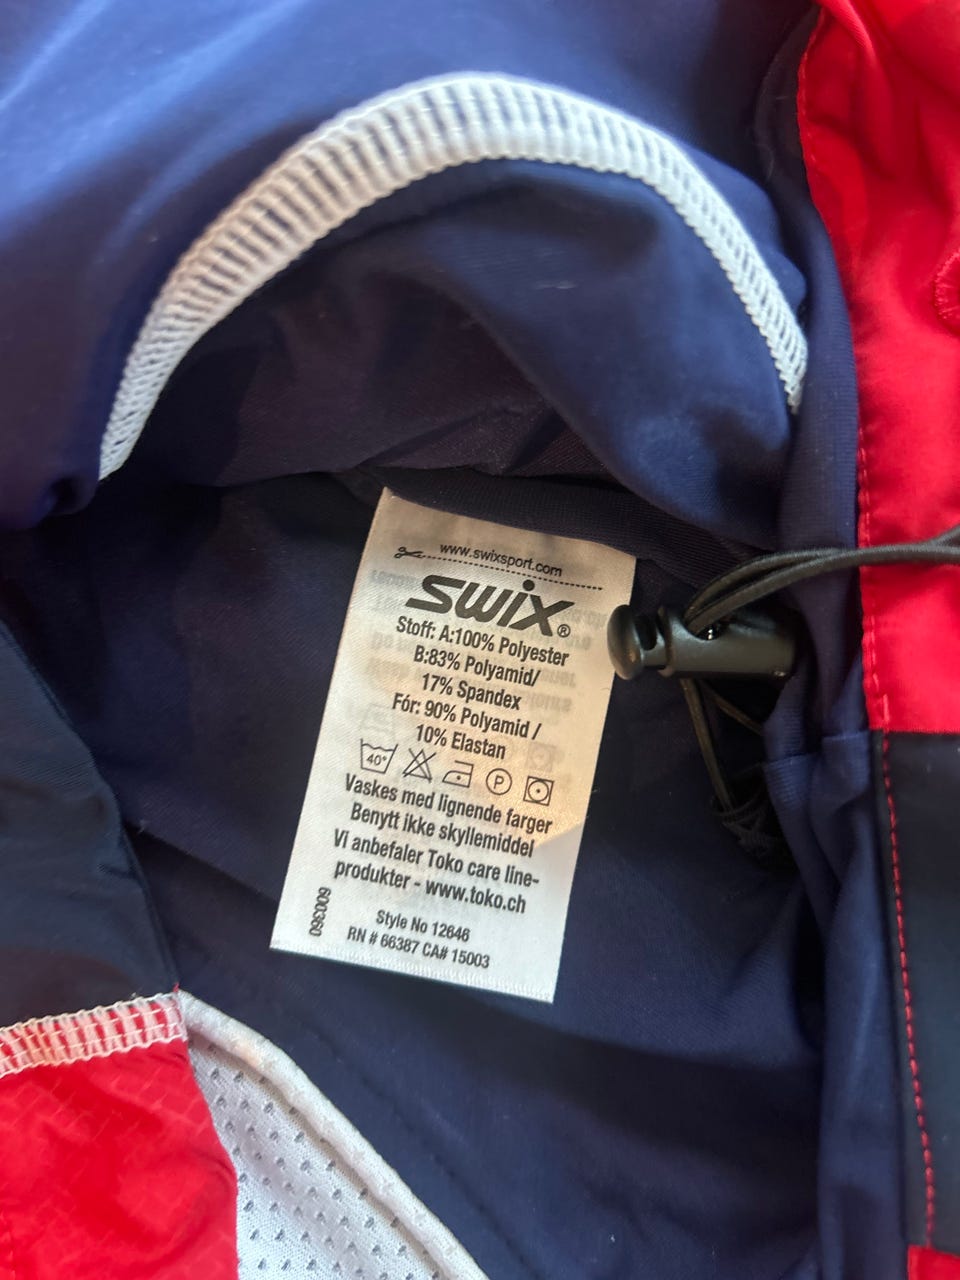 www.swixsport.com
SWIX®
Stoff: A:100% Polyester
B:83% Polyamid/
17% Spandex
Fór: 90% Polyamid /
10% Elastan
40° P
Vaskes med lignende farger
Benytt ikke skyllemiddel
Vi anbefaler Toko care line-
produkter - www.toko.ch
600360
Style No 12646
RN # 66387 CA# 15003